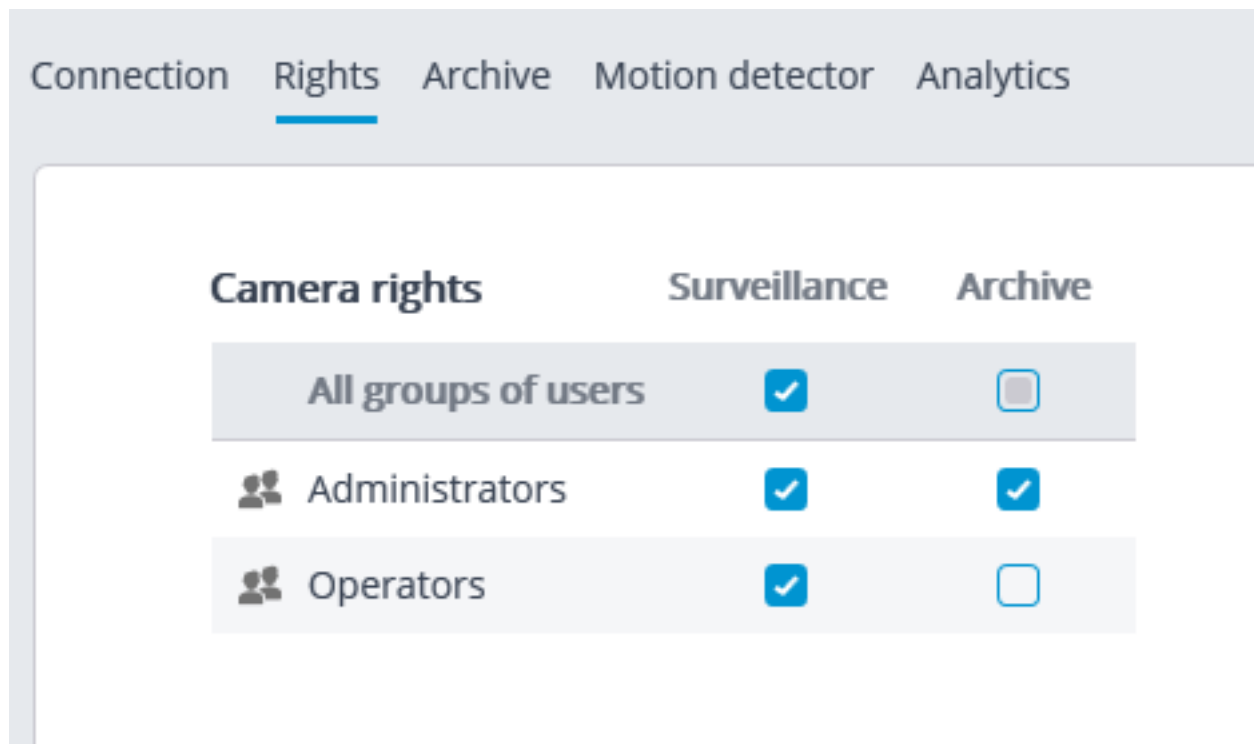 Connection Rights Archive Motion detector Analytics
Camera rights Surveillance Archive
All groups of users
Administrators
Operators